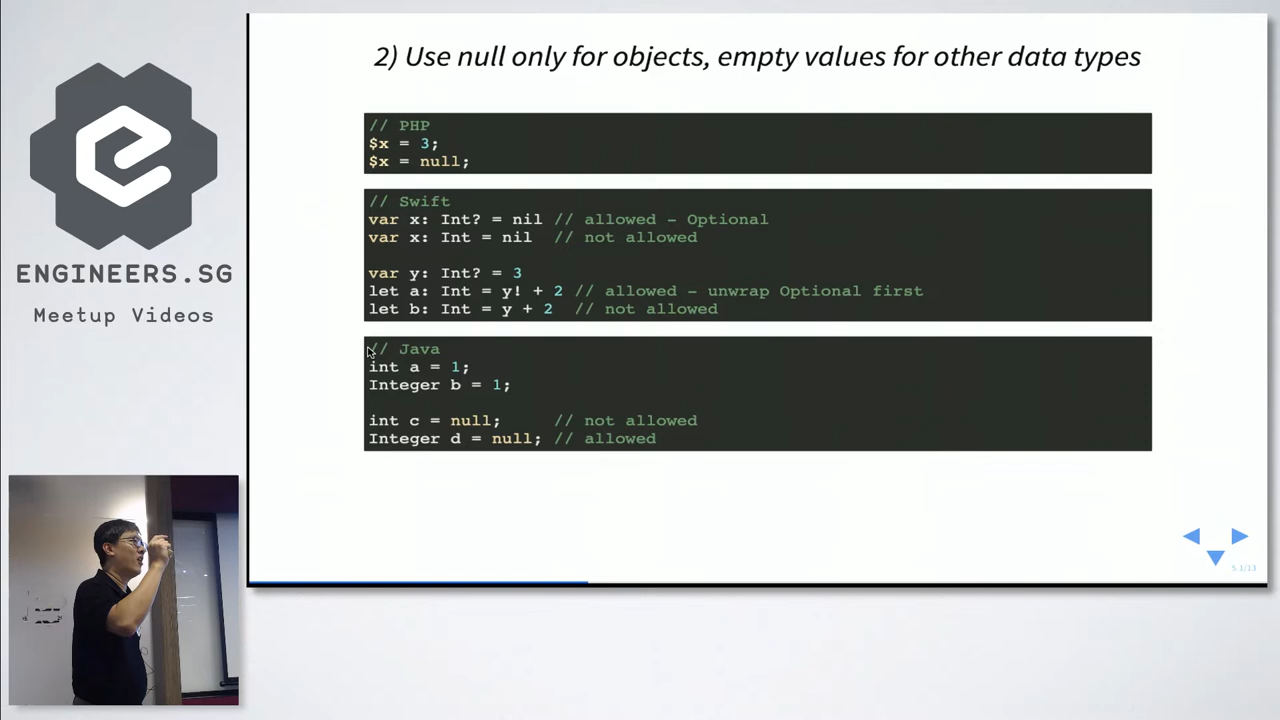 ENGINEERS.SG
Meetup Videos
2) Use null only for objects, empty values for other data types
// PHP
$x = 3;
$x = null;
// Swift
var x: Int? = nil // allowed - Optional
var x: Int = nil  // not allowed
var y: Int? = 3
let a: Int = y! + 2 // allowed - unwrap Optional first
let b: Int = y + 2  // not allowed
// Java
int a = 1;
Integer b = 1;
int c = null;     // not allowed
Integer d = null; // allowed
5.1/13